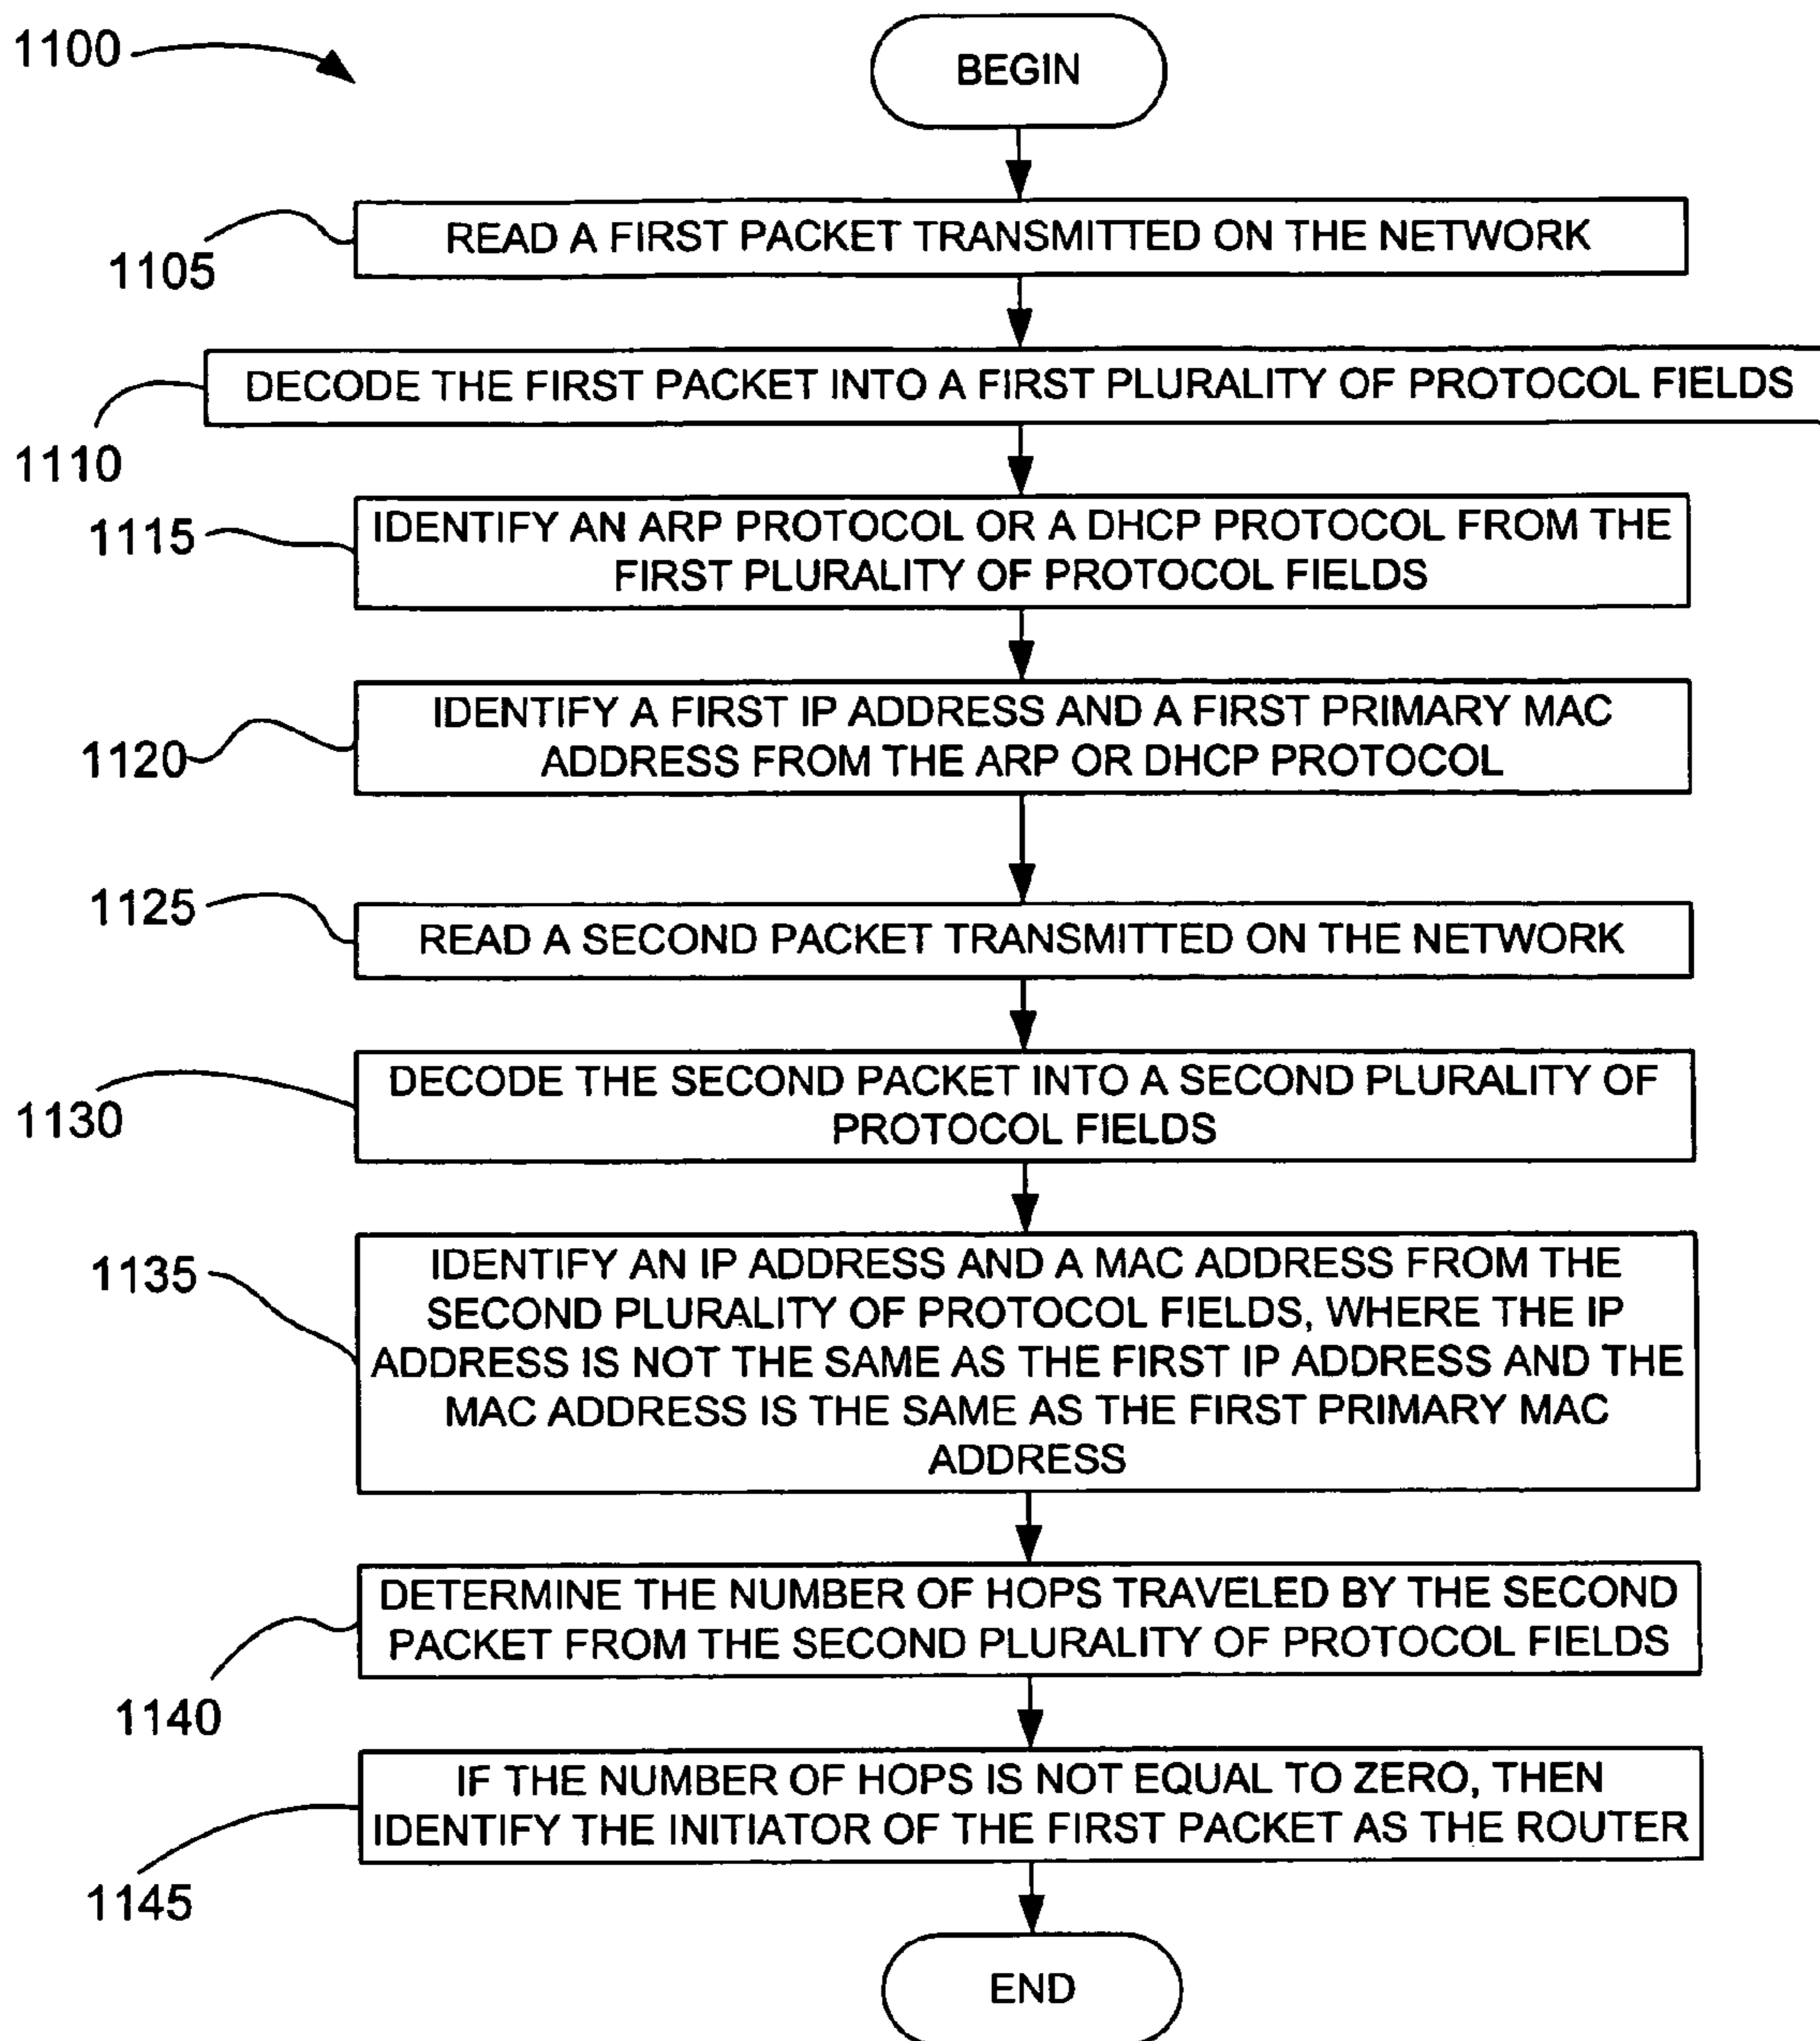 1100
BEGIN
READ A FIRST PACKET TRANSMITTED ON THE NETWORK
1105
DECODE THE FIRST PACKET INTO A FIRST PLURALITY OF PROTOCOL FIELDS
1110
1115
IDENTIFY AN ARP PROTOCOL OR A DHCP PROTOCOL FROM THE
FIRST PLURALITY OF PROTOCOL FIELDS
1120
IDENTIFY A FIRST IP ADDRESS AND A FIRST PRIMARY MAC
ADDRESS FROM THE ARP OR DHCP PROTOCOL
1125
READ A SECOND PACKET TRANSMITTED ON THE NETWORK
DECODE THE SECOND PACKET INTO A SECOND PLURALITY OF
PROTOCOL FIELDS
1130
1135
IDENTIFY AN IP ADDRESS AND A MAC ADDRESS FROM THE
SECOND PLURALITY OF PROTOCOL FIELDS, WHERE THE IP
ADDRESS IS NOT THE SAME AS THE FIRST IP ADDRESS AND THE
MAC ADDRESS IS THE SAME AS THE FIRST PRIMARY MAC
ADDRESS
DETERMINE THE NUMBER OF HOPS TRAVELED BY THE SECOND
PACKET FROM THE SECOND PLURALITY OF PROTOCOL FIELDS
1140
IF THE NUMBER OF HOPS IS NOT EQUAL TO ZERO, THEN
IDENTIFY THE INITIATOR OF THE FIRST PACKET AS THE ROUTER
1145
END